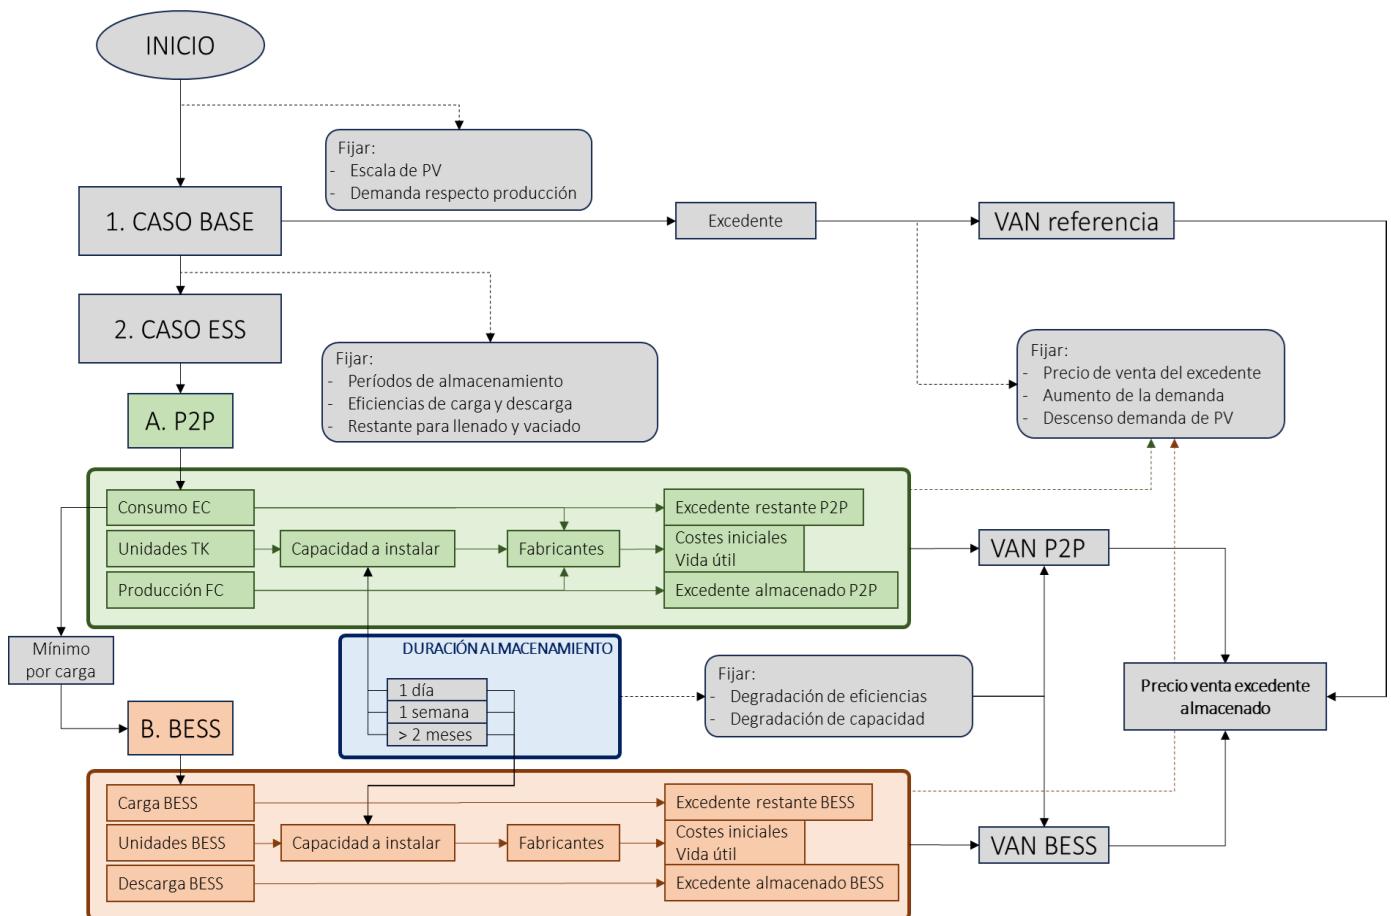 INICIO
Fijar:
- Escala de PV
- Demanda respecto producción
1. CASO BASE
Excedente
VAN referencia
2. CASO ESS
Fijar:
- Períodos de almacenamiento
- Eficiencias de carga y descarga
- Restante para llenado y vaciado
Fijar:
- Precio de venta del excedente
- Aumento de la demanda
- Descenso demanda de PV
A. P2P
Consumo EC
Excedente restante P2P
Unidades TK
Capacidad a instalar
Fabricantes
Costes iniciales
Vida útil
Producción FC
Excedente almacenado P2P
VAN P2P
Mínimo
por carga
DURACIÓN ALMACENAMIENTO
1 día
1 semana
> 2 meses
Fijar:
- Degradación de eficiencias
- Degradación de capacidad
Precio venta excedente
almacenado
B. BESS
Carga BESS
Excedente restante BESS
Unidades BESS
Capacidad a instalar
Fabricantes
Costes iniciales
Vida útil
Descarga BESS
Excedente almacenado BESS
VAN BESS